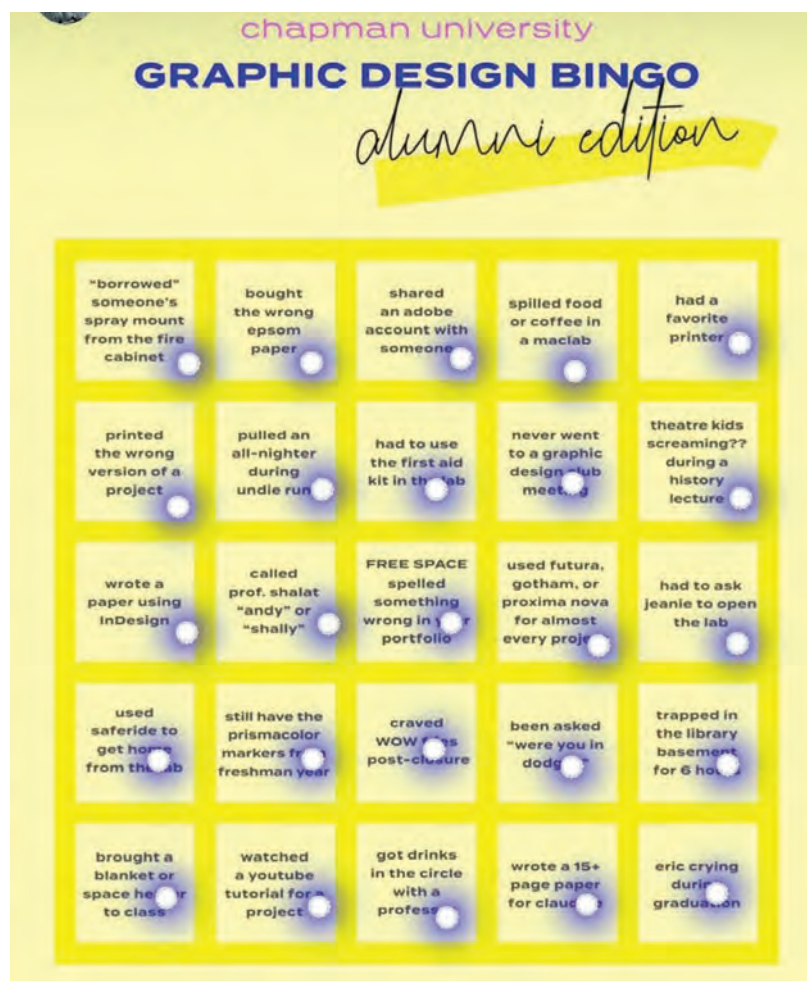 chapman university
GRAPHIC DESIGN BINGO
alumni edition
"borrowed"
someone's
spray mount
from the fire
cabinet
bought
the wrong
epsom
paper
shared
an adobe
account with
someone
spilled food
or coffee in
a maclab
had a
favorite
printer
printed
the wrong
version of a
project
pulled an
all-nighter
during
undie run
had to use
the first aid
kit in the lab
never went
to a graphic
design club
meeting
theatre kids
screaming??
during a
history
lecture
wrote a
paper using
InDesign
called
prof. shalat
"andy" or
"shally"
FREE SPACE
spelled
something
wrong in your
portfolio
used futura,
gotham, or
proxima nova
for almost
every project
had to ask
jeanie to open
the lab
used
saferide to
get home
from the lab
still have the
prismacolor
markers from
freshman year
craved
WOW
post-closure
been asked
"were you in
trapped in
the library
basement
for 6 hours
brought a
blanket or
space heater
to class
watched
a youtube
tutorial for a
project
got drinks
in the circle
with a
professor
wrote a 15+
page paper
for
eric crying
during
graduation